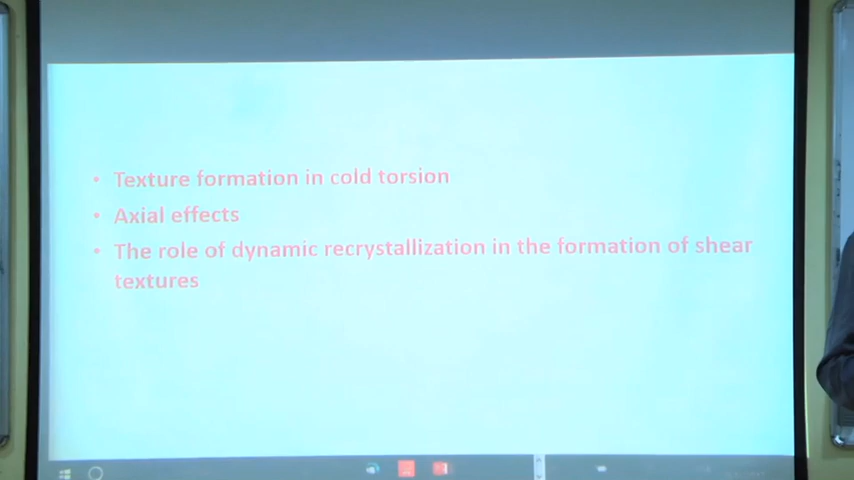 • Texture formation in cold torsion
• Axial effects
• The role of dynamic recrystallization in the formation of shear
textures